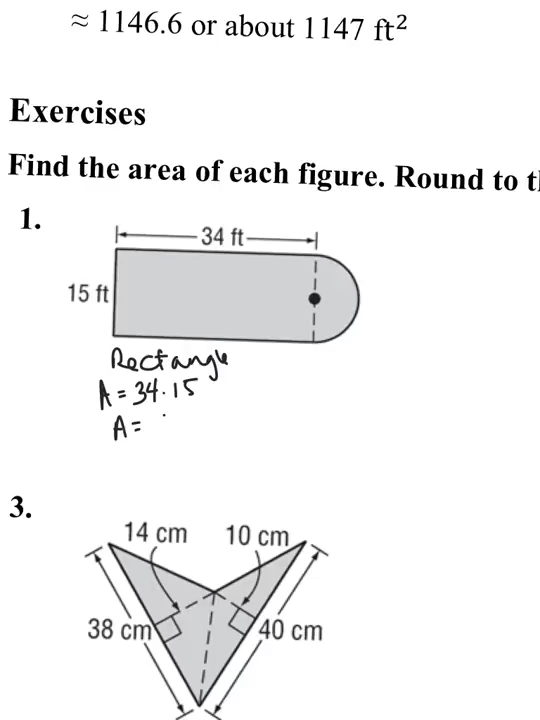 ≈ 1146.6 or about 1147 ft²
Exercises
Find the area of each figure. Round to
1.
34 ft
15 ft
Rectangle
A = 34 · 15
A =
3.
14 cm
10 cm
38 cm
40 cm